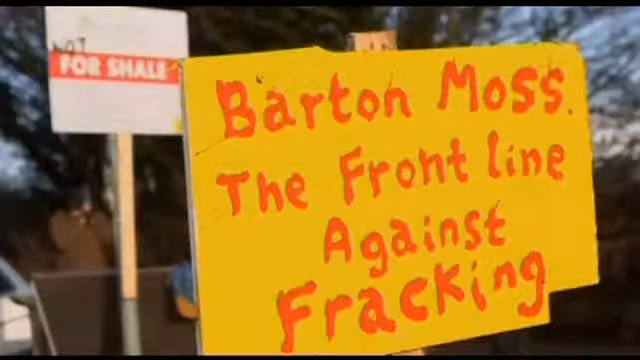 NOT
FOR SHALE
Barton Moss.
The Front line
Against
Fracking